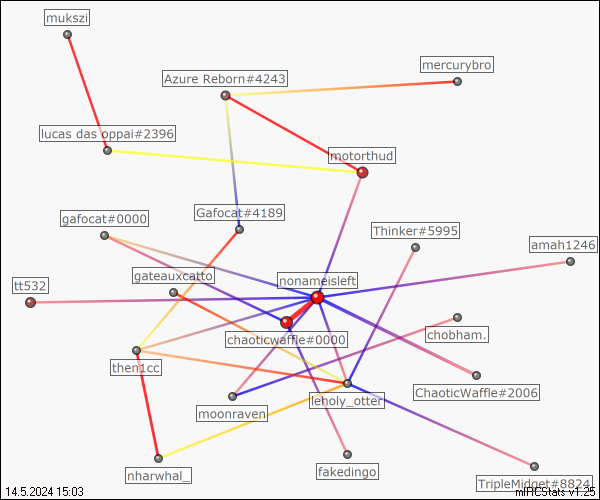 mukszi
mercurybro
Azure Reborn#4243
lucas das oppai#2396
motorthud
gafocat#0000
Gafocat#4189
Thinker#5995
amah1246
gateauxcatto
nonameisleft
tt532
chaoticwaffle#0000
chobham.
then1cc
leholy_otter
ChaoticWaffle#2006
moonraven
nharwhal_
fakedingo
TripleMidget#8824
14.5.2024 15:03
mIRCStats v1.25